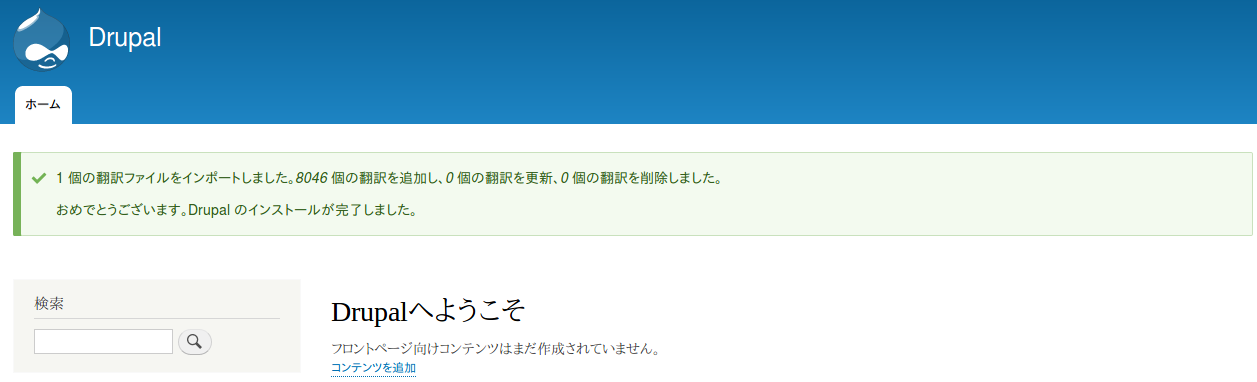 Drupal
ホーム
1 個の翻訳ファイルをインポートしました。8046 個の翻訳を追加し、0 個の翻訳を更新、0 個の翻訳を削除しました。
おめでとうございます。Drupal のインストールが完了しました。
検索
Drupalへようこそ
フロントページ向けコンテンツはまだ作成されていません。
コンテンツを追加